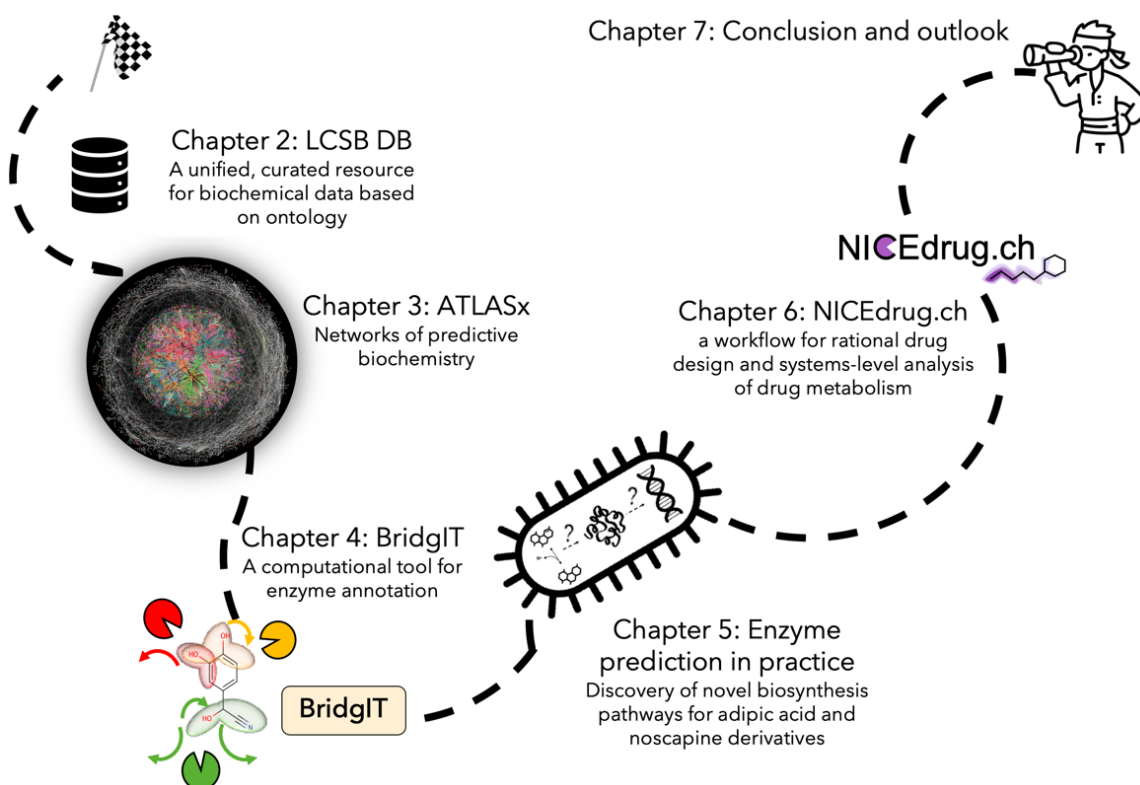 Chapter 7: Conclusion and outlook
Chapter 2: LCSB DB
A unified, curated resource
for biochemical data based
on ontology
Chapter 3: ATLASx
Networks of predictive
biochemistry
NICEdrug.ch
Chapter 6: NICEdrug.ch
a workflow for rational drug
design and systems-level analysis
of drug metabolism
Chapter 4: BridgIT
A computational tool for
enzyme annotation
? ?
OH
HO
HO
N
BridgIT
Chapter 5: Enzyme
prediction in practice
Discovery of novel biosynthesis
pathways for adipic acid and
noscapine derivatives